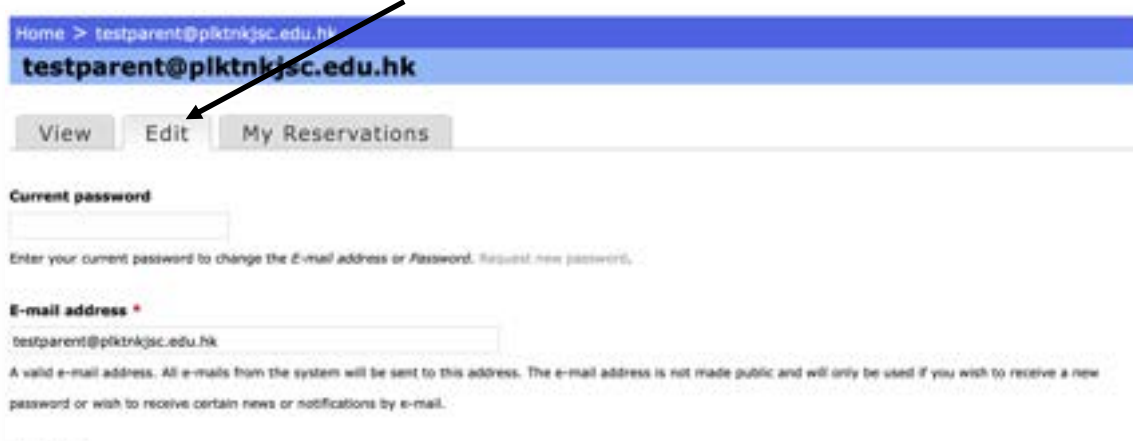 Home > testparent@plktnkjsc.edu.hk
testparent@plktnkjsc.edu.hk
View Edit My Reservations
Current password
Enter your current password to change the E-mail address or Password. Request new password.
E-mail address *
testparent@plktnkjsc.edu.hk
A valid e-mail address. All e-mails from the system will be sent to this address. The e-mail address is not made public and will only be used if you wish to receive a new
password or wish to receive certain news or notifications by e-mail.